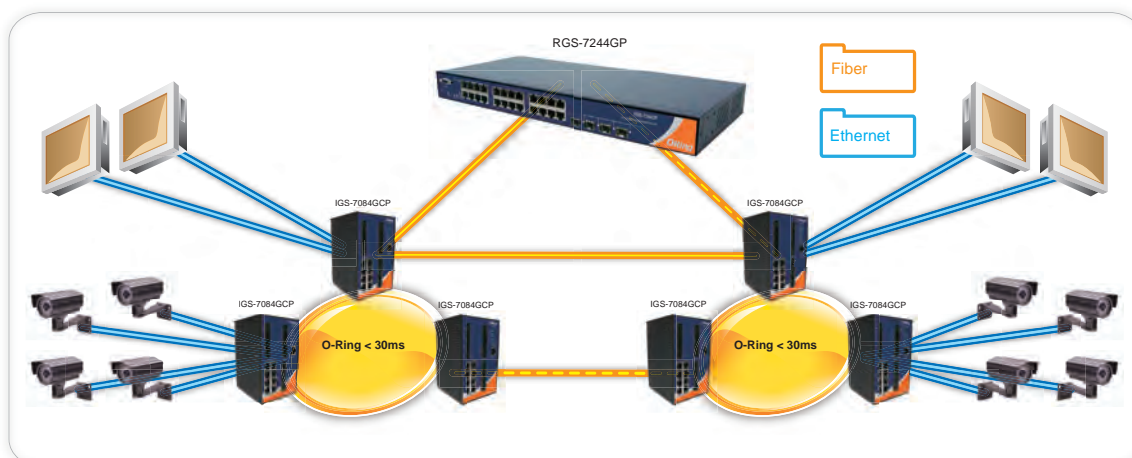 RGS-7244GP
Fiber
Ethernet
ORing
IGS-7084GCP
IGS-7084GCP
IGS-7084GCP
IGS-7084GCP
IGS-7084GCP
IGS-7084GCP
O-Ring < 30ms
O-Ring < 30ms